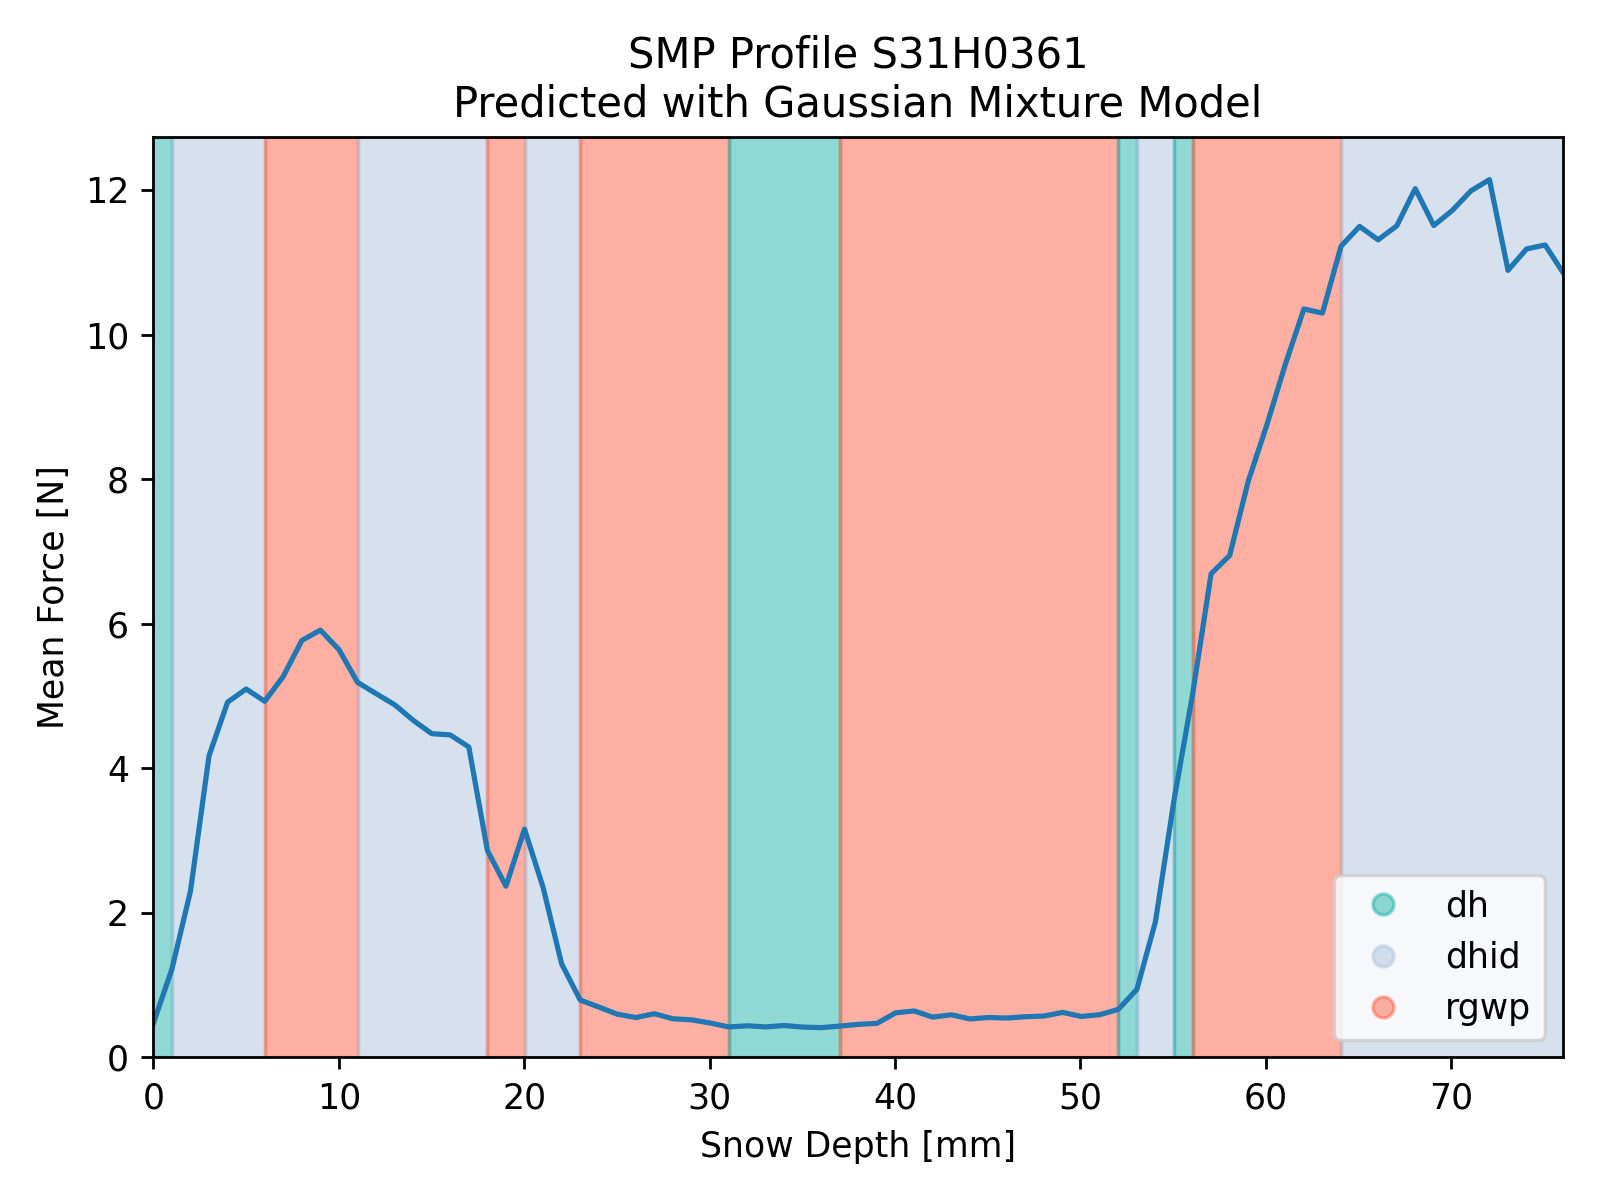 SMP Profile S31H0361
Predicted with Gaussian Mixture Model
12
10
8
6
4
2
0
Mean Force [N]
0 10 20 30 40 50 60 70
Snow Depth [mm]
dh
dhid
rgwp